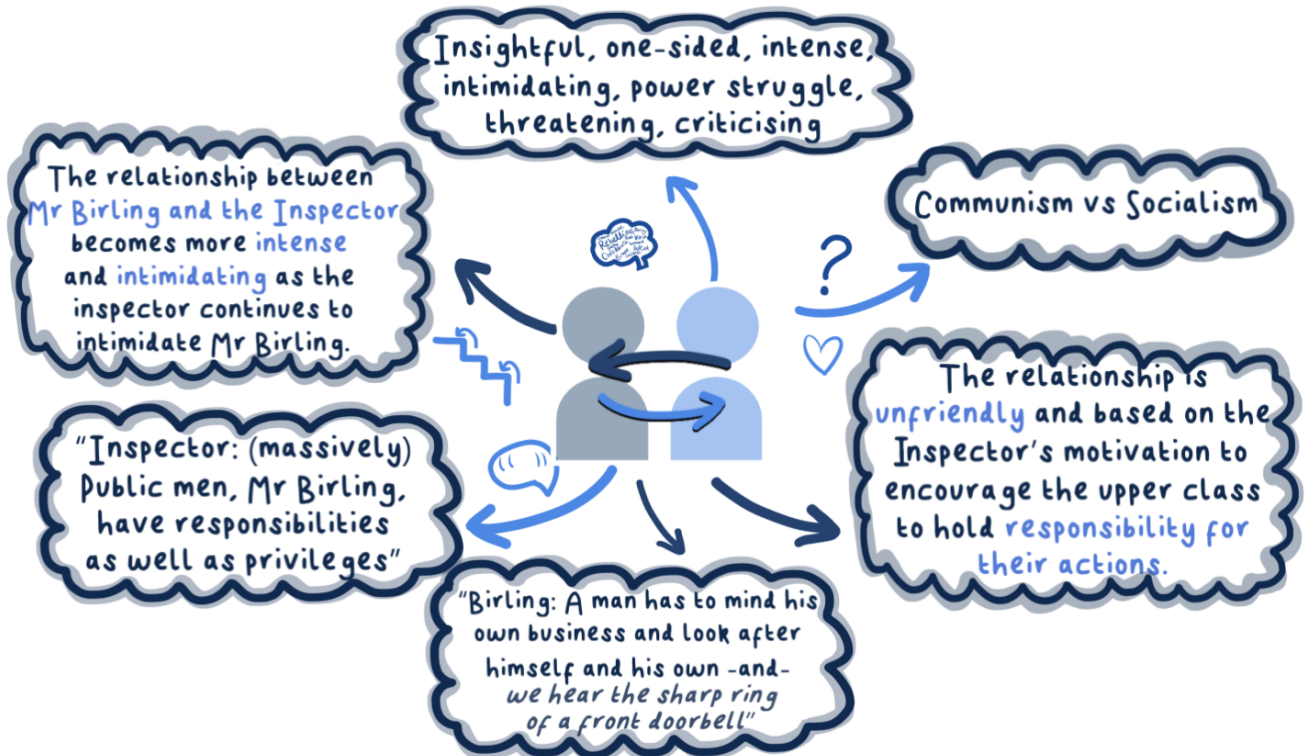 Insightful, one-sided, intense,
intimidating, power struggle,
threatening, criticising
The relationship between
Mr Birling and the Inspector
becomes more intense
and intimidating as the
inspector continues to
intimidate Mr Birling.
Communism vs Socialism
?
The relationship is
unfriendly and based on the
Inspector's motivation to
encourage the upper class
to hold responsibility for
their actions.
"Inspector: (massively)
Public men, Mr Birling,
have responsibilities
as well as privileges"
"Birling: A man has to mind his
own business and look after
himself and his own -and-
we hear the sharp ring
of a front doorbell"